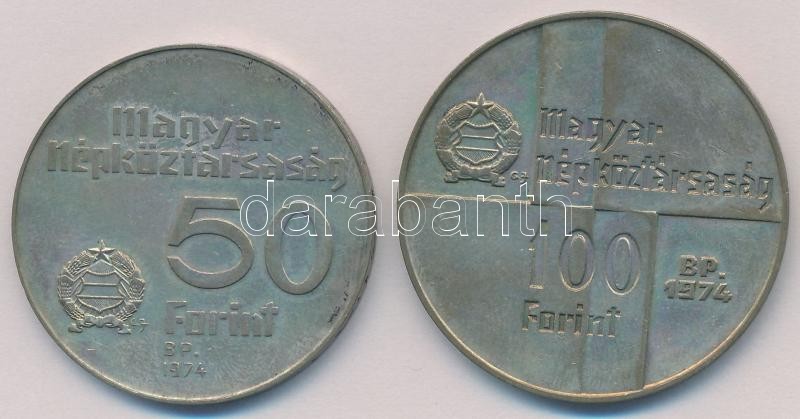 Magyar
Népköztársaság
50
Forint
BP.
1974
Magyar
Népköztársaság
100
Forint
BP.
1974
darabanth